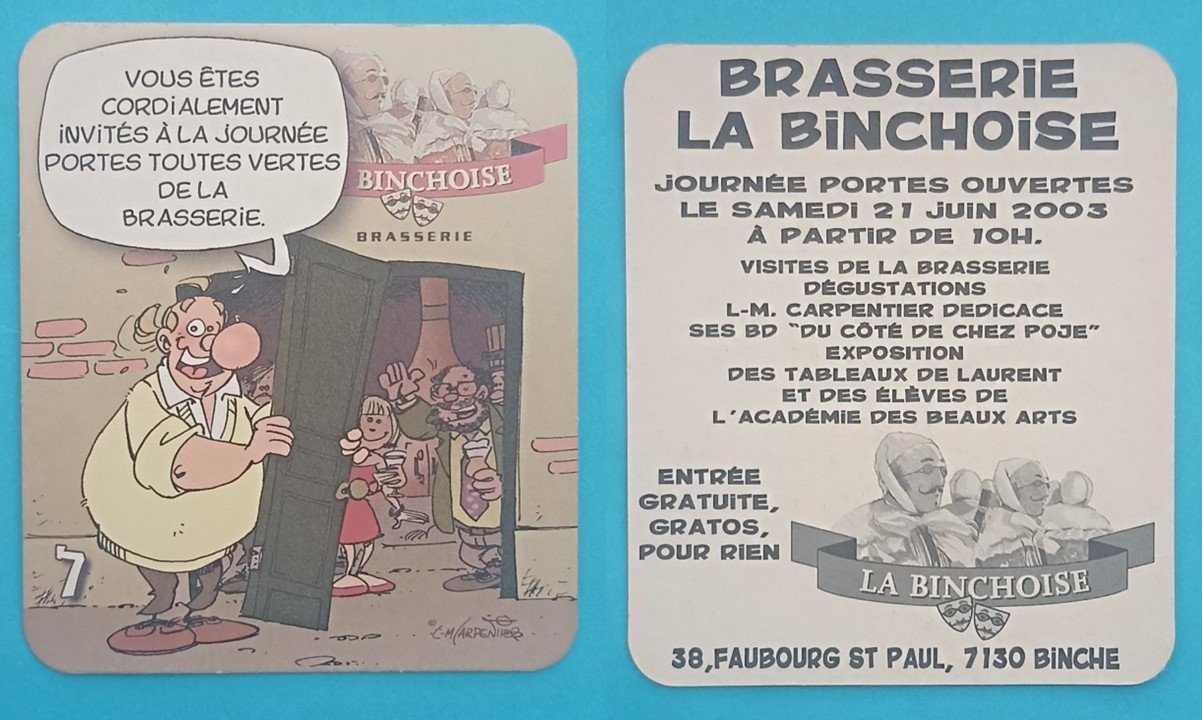 VOUS ÊTES
CORDIALEMENT
INVITÉS À LA JOURNÉE
PORTES TOUTES VERTES
DE LA
BRASSERIE.
BINCHOISE
BRASSERIE
7
L-M CARPENTIER
BRASSERIE
LA BINCHOISE
JOURNÉE PORTES OUVERTES
LE SAMEDI 21 JUIN 2003
À PARTIR DE 10H.
VISITES DE LA BRASSERIE
DÉGUSTATIONS
L-M. CARPENTIER DEDICACE
SES BD "DU CÔTÉ DE CHEZ POJE"
EXPOSITION
DES TABLEAUX DE LAURENT
ET DES ÉLÈVES DE
L'ACADÉMIE DES BEAUX ARTS
ENTRÉE
GRATUITE,
GRATOS,
POUR RIEN
LA BINCHOISE
38,FAUBOURG ST PAUL, 7130 BINCHE